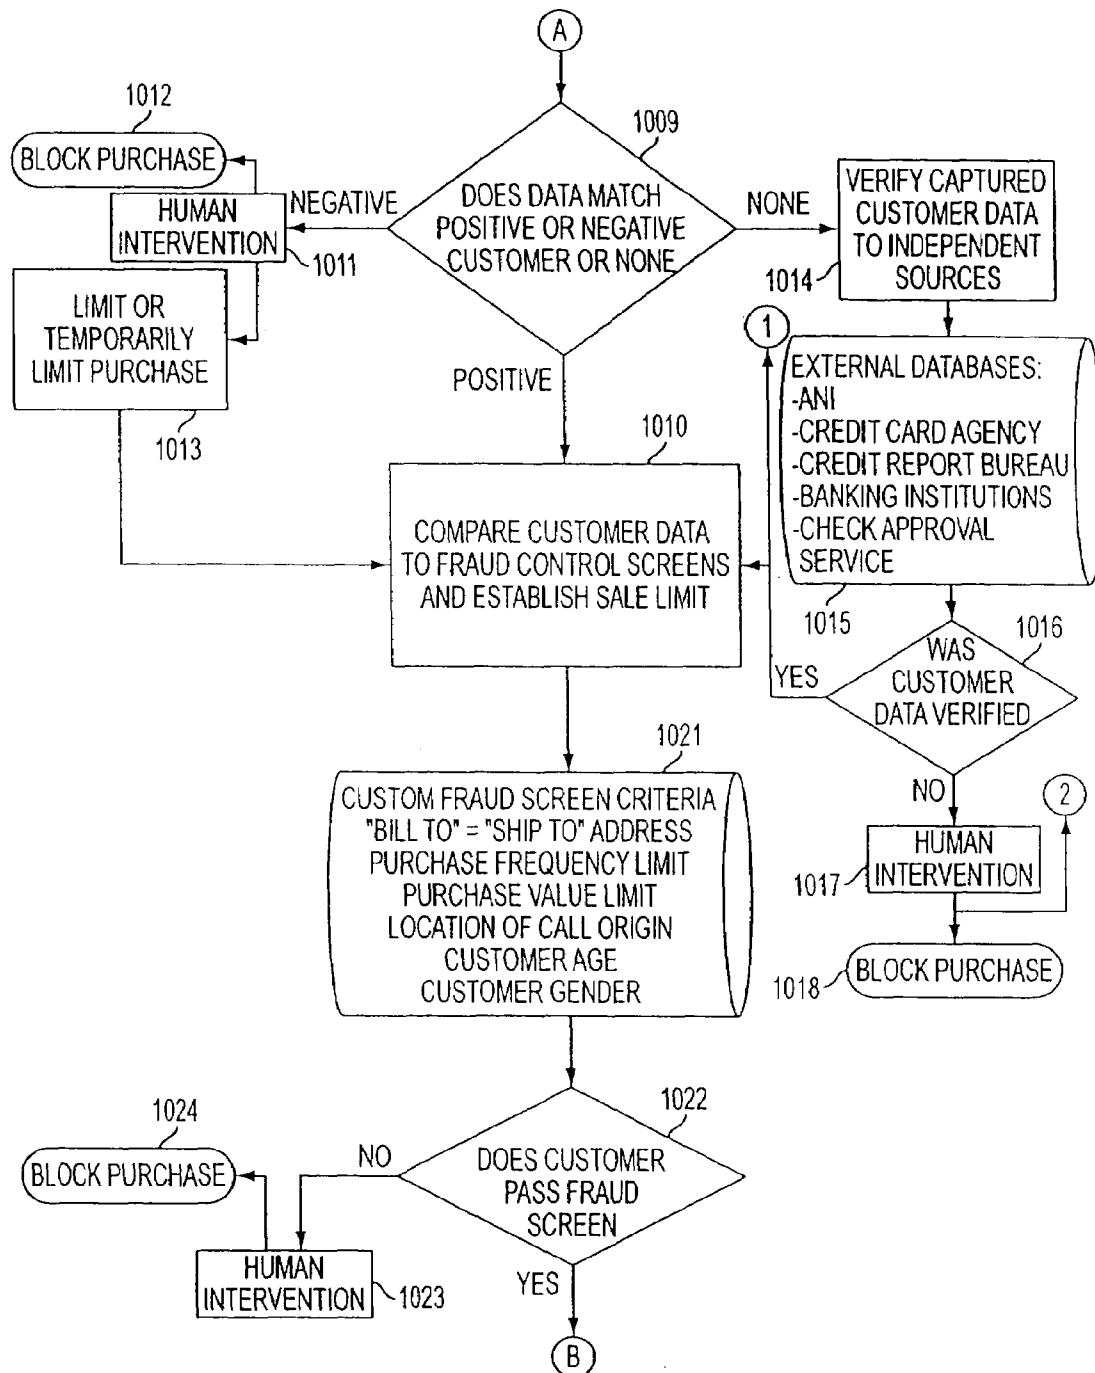 A
1012
BLOCK PURCHASE
HUMAN
INTERVENTION
1011
NEGATIVE
LIMIT OR
TEMPORARILY
LIMIT PURCHASE
1013
1009
DOES DATA MATCH
POSITIVE OR NEGATIVE
CUSTOMER OR NONE
NONE
POSITIVE
VERIFY CAPTURED
CUSTOMER DATA
TO INDEPENDENT
SOURCES
1014
1
EXTERNAL DATABASES:
-ANI
-CREDIT CARD AGENCY
-CREDIT REPORT BUREAU
-BANKING INSTITUTIONS
-CHECK APPROVAL
SERVICE
1015
1010
COMPARE CUSTOMER DATA
TO FRAUD CONTROL SCREENS
AND ESTABLISH SALE LIMIT
1016
WAS
CUSTOMER
DATA VERIFIED
YES
NO
2
HUMAN
INTERVENTION
1017
BLOCK PURCHASE
1018
1021
CUSTOM FRAUD SCREEN CRITERIA
"BILL TO" = "SHIP TO" ADDRESS
PURCHASE FREQUENCY LIMIT
PURCHASE VALUE LIMIT
LOCATION OF CALL ORIGIN
CUSTOMER AGE
CUSTOMER GENDER
1022
DOES CUSTOMER
PASS FRAUD
SCREEN
NO
1024
BLOCK PURCHASE
HUMAN
INTERVENTION
1023
YES
B